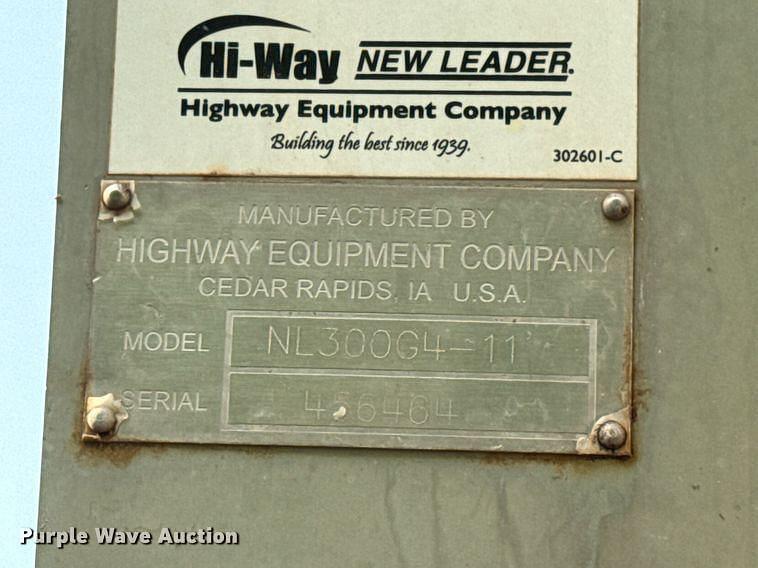 Hi-Way NEW LEADER.
Highway Equipment Company
Building the best since 1939.
302601-C
MANUFACTURED BY
HIGHWAY EQUIPMENT COMPANY
CEDAR RAPIDS, IA U.S.A.
MODEL NL300G4-11
SERIAL
Purple Wave Auction